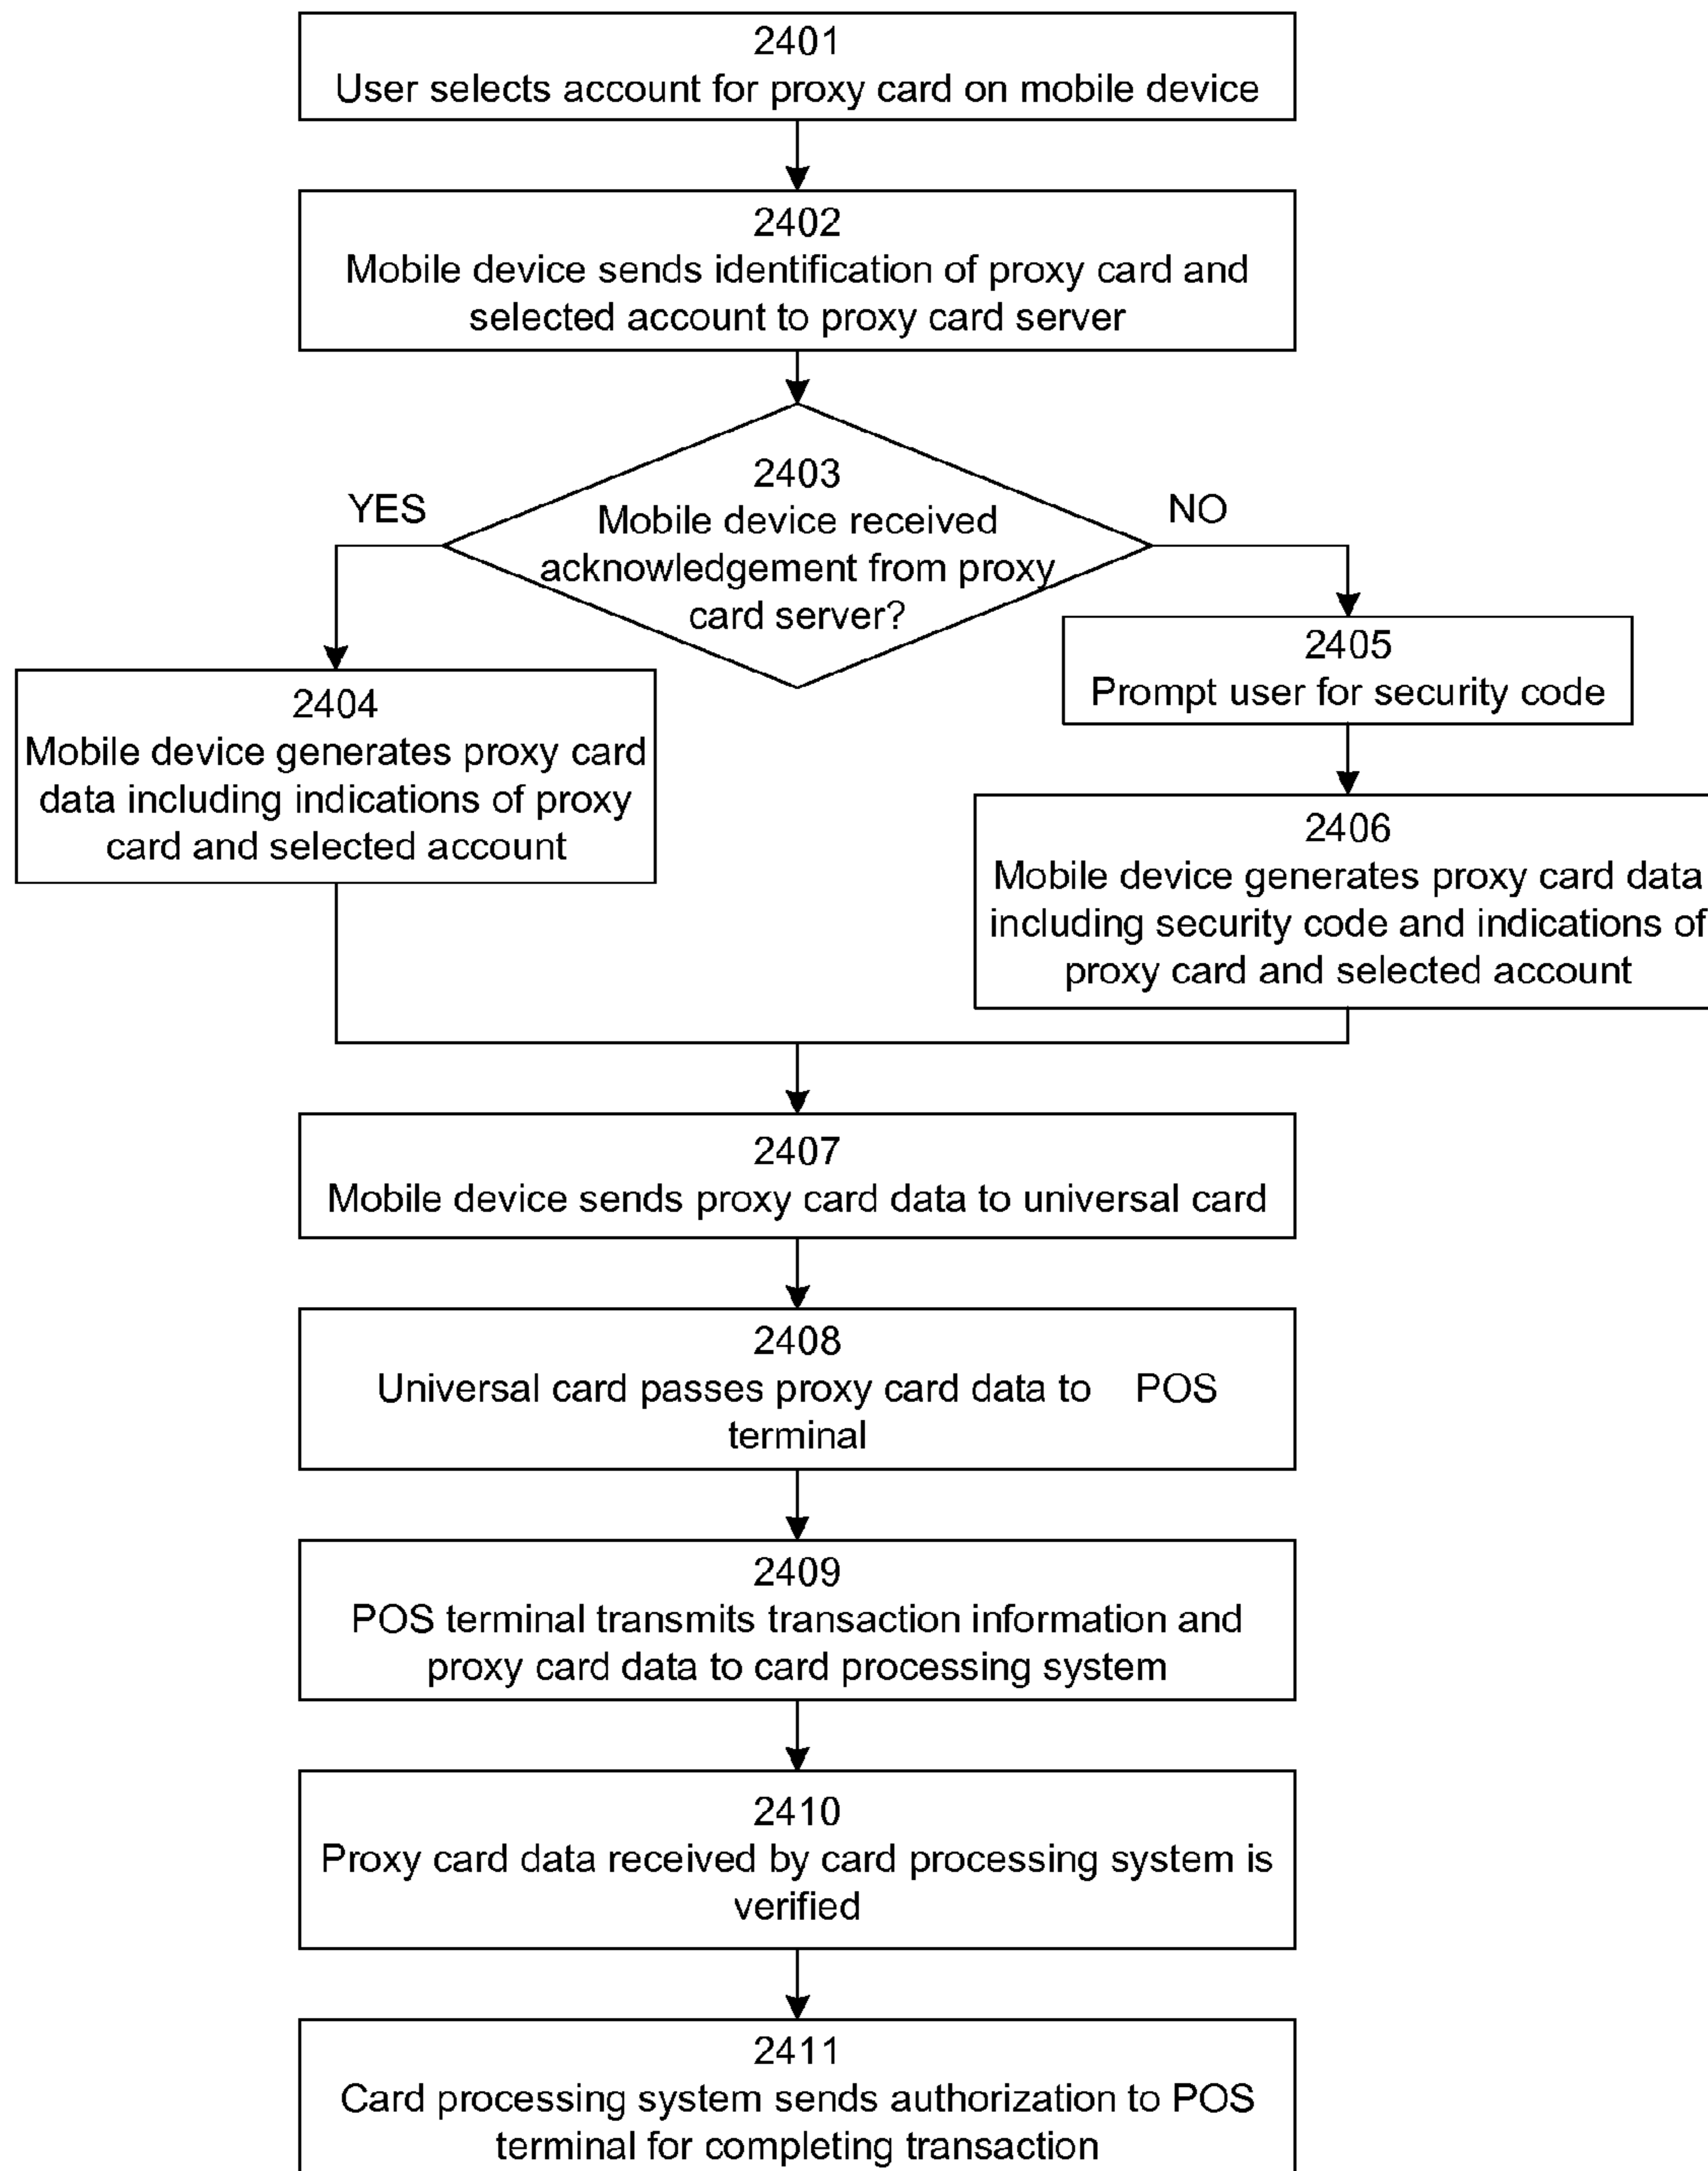 2401
User selects account for proxy card on mobile device
2402
Mobile device sends identification of proxy card and
selected account to proxy card server
2403
Mobile device received
acknowledgement from proxy
card server?
YES
NO
2404
Mobile device generates proxy card
data including indications of proxy
card and selected account
2405
Prompt user for security code
2406
Mobile device generates proxy card data
including security code and indications of
proxy card and selected account
2407
Mobile device sends proxy card data to universal card
2408
Universal card passes proxy card data to POS
terminal
2409
POS terminal transmits transaction information and
proxy card data to card processing system
2410
Proxy card data received by card processing system is
verified
2411
Card processing system sends authorization to POS
terminal for completing transaction